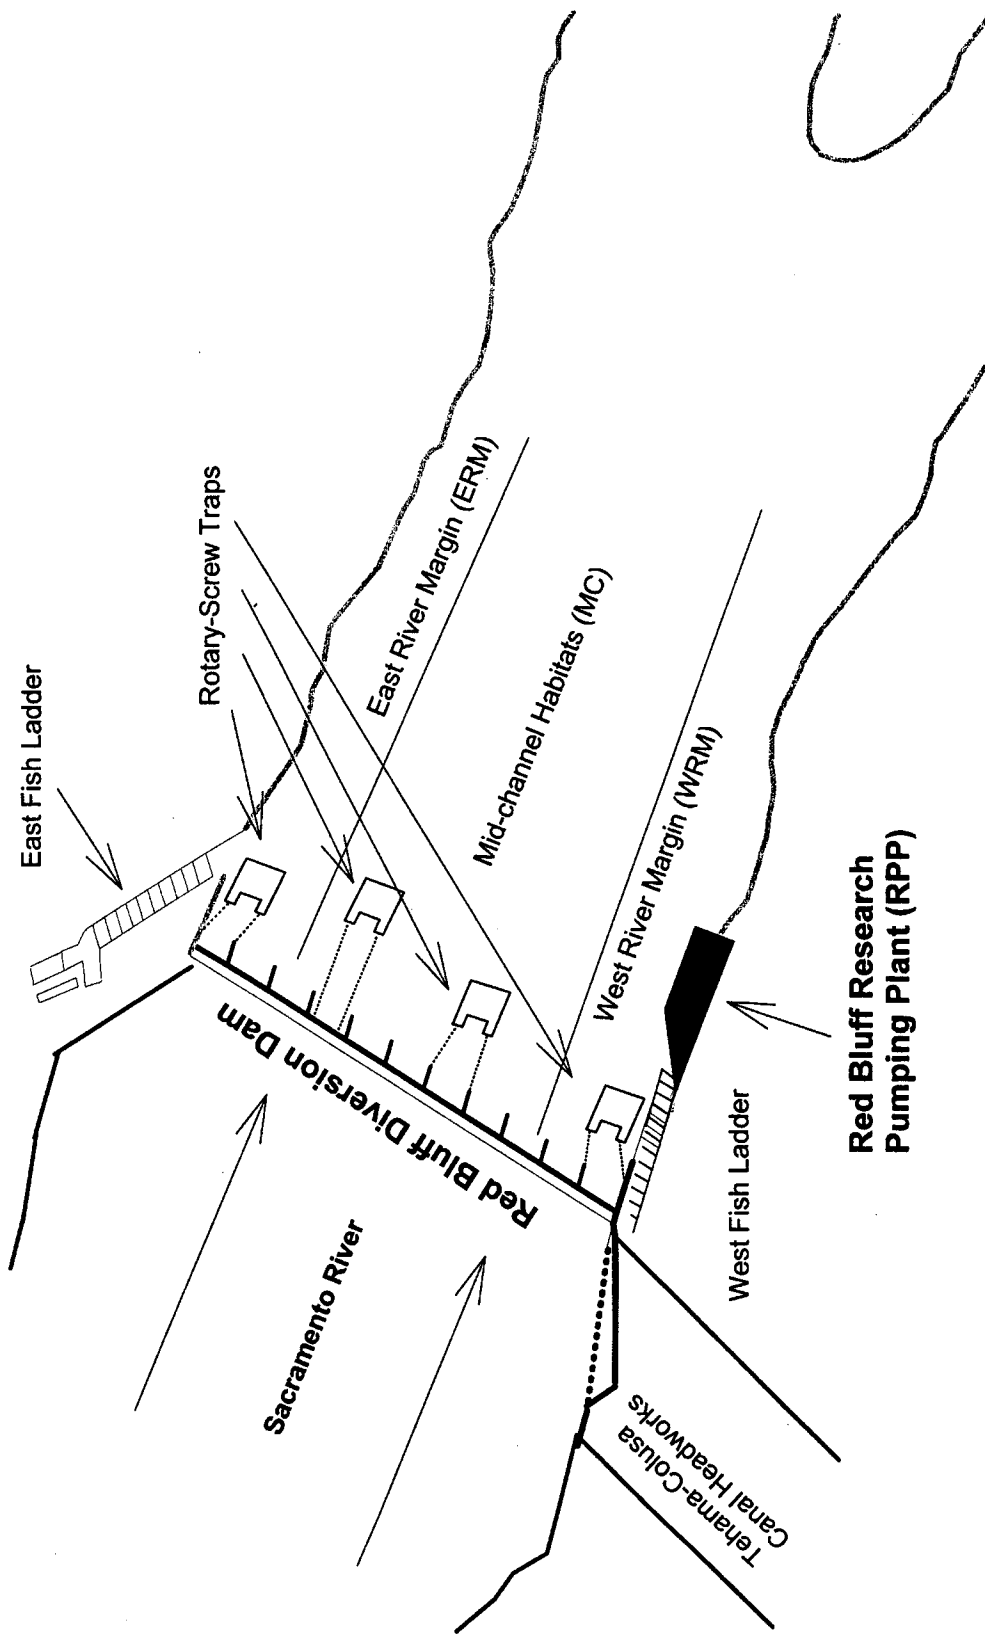 East Fish Ladder
Rotary-Screw Traps
East River Margin (ERM)
Mid-channel Habitats (MC)
West River Margin (WRM)
Red Bluff Diversion Dam
Sacramento River
Red Bluff Research
Pumping Plant (RPP)
West Fish Ladder
Tehama-Colusa
Canal Headworks